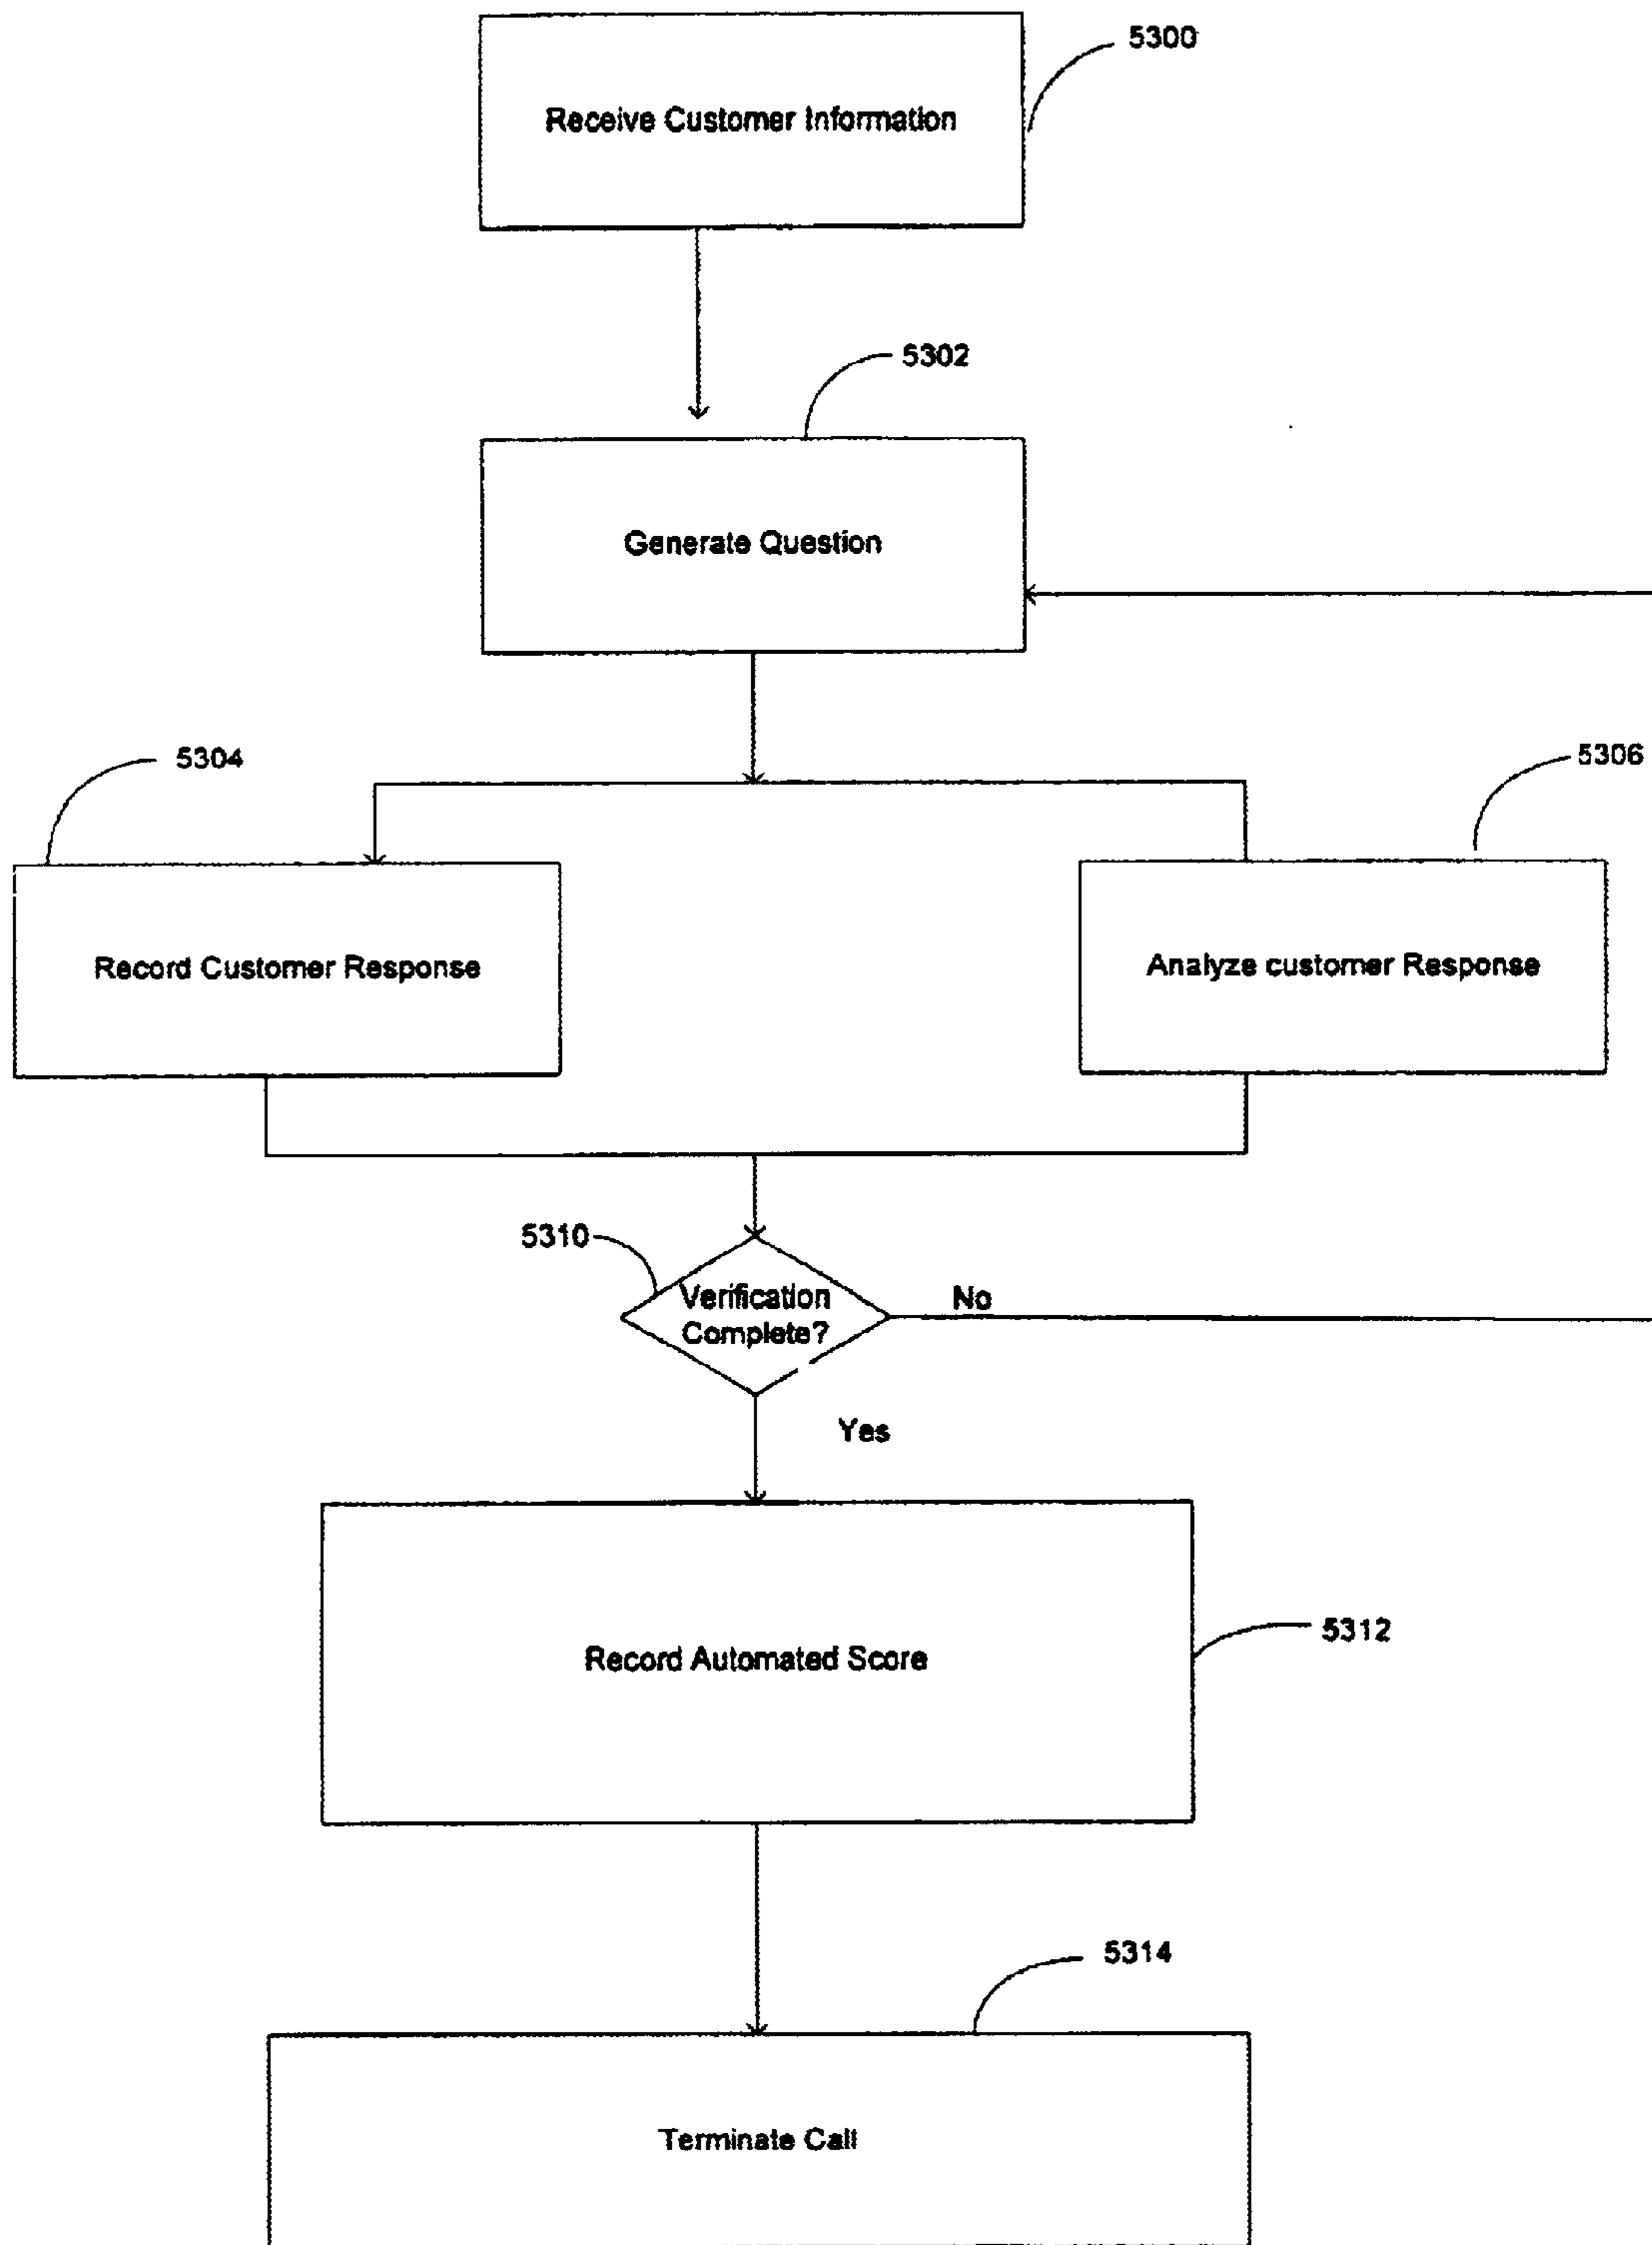 5300
Receive Customer Information
5302
Generate Question
5304
5306
Record Customer Response
Analyze customer Response
5310
Verification
Complete?
No
Yes
Record Automated Score
5312
5314
Terminate Call